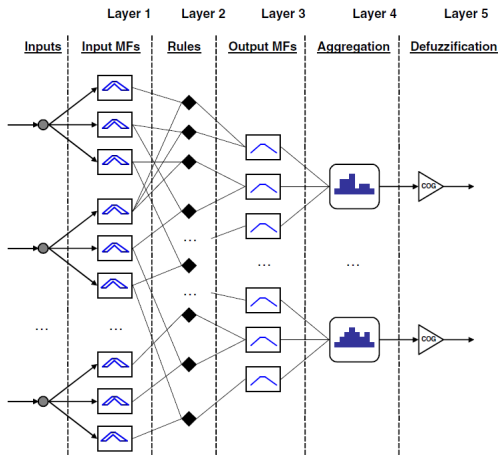 Layer 1 Layer 2 Layer 3 Layer 4 Layer 5
Inputs Input MFs Rules Output MFs Aggregation Defuzzification
COG
...
... ...
...
... ...
COG